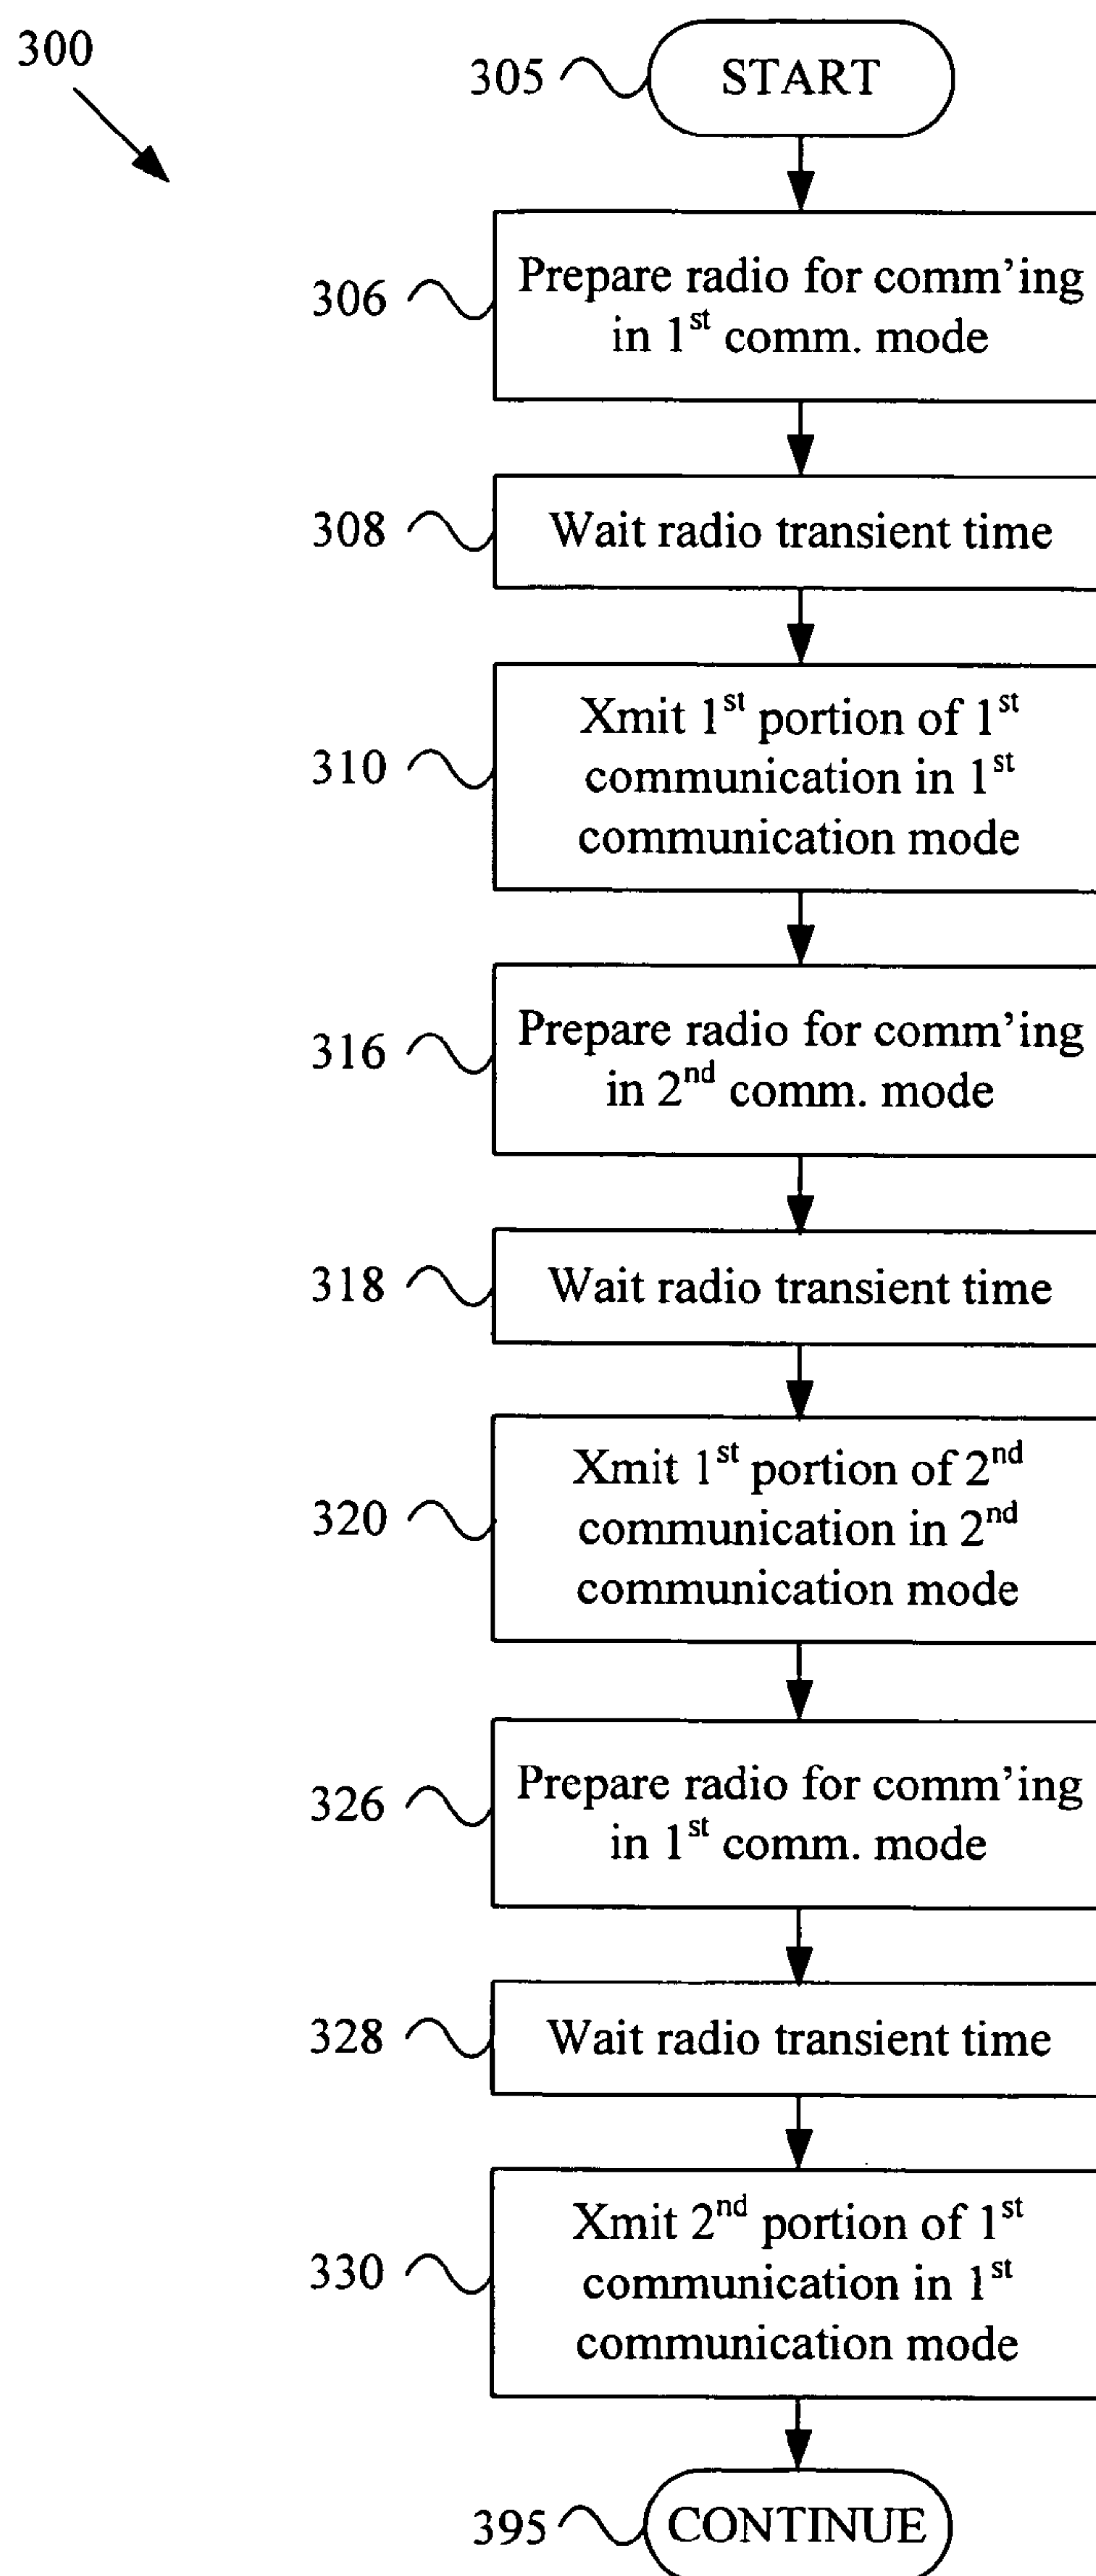 300
305 START
306 Prepare radio for comm'ing
in 1st comm. mode
308 Wait radio transient time
310 Xmit 1st portion of 1st
communication in 1st
communication mode
316 Prepare radio for comm'ing
in 2nd comm. mode
318 Wait radio transient time
320 Xmit 1st portion of 2nd
communication in 2nd
communication mode
326 Prepare radio for comm'ing
in 1st comm. mode
328 Wait radio transient time
330 Xmit 2nd portion of 1st
communication in 1st
communication mode
395 CONTINUE